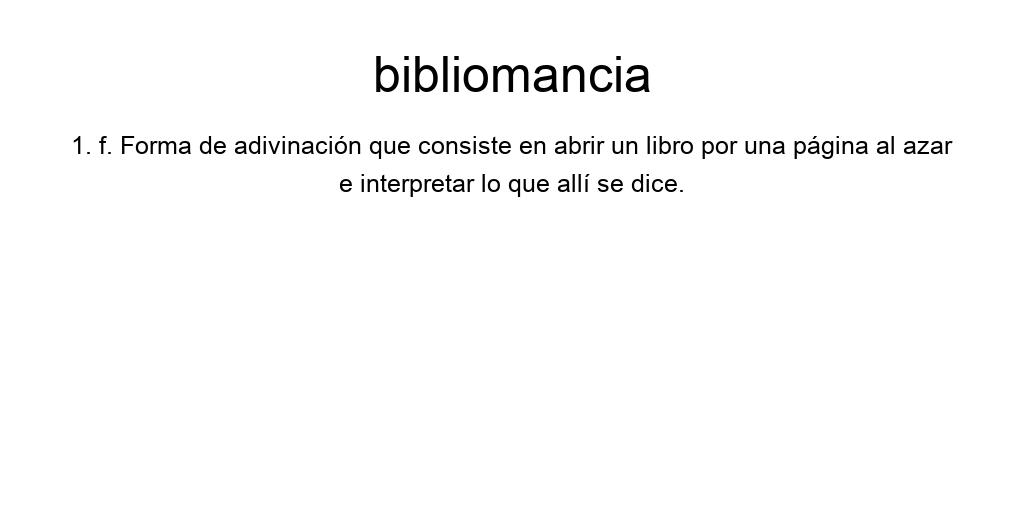 bibliomancia
1. f. Forma de adivinación que consiste en abrir un libro por una página al azar
e interpretar lo que allí se dice.